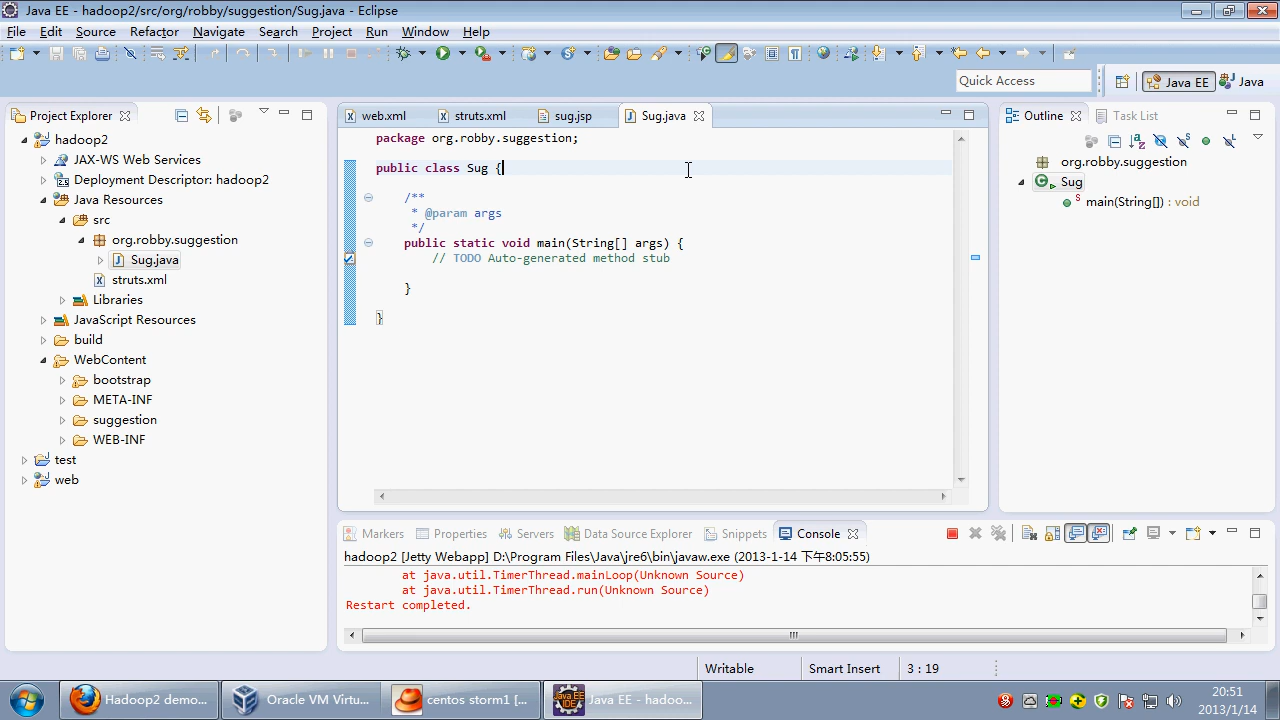 Java EE - hadoop2/src/org/robby/suggestion/Sug.java - Eclipse
File Edit Source Refactor Navigate Search Project Run Window Help
Quick Access
Java EE
Java
Project Explorer
hadoop2
JAX-WS Web Services
Deployment Descriptor: hadoop2
Java Resources
src
org.robby.suggestion
Sug.java
struts.xml
Libraries
JavaScript Resources
build
WebContent
bootstrap
META-INF
suggestion
WEB-INF
test
web
web.xml struts.xml sug.jsp Sug.java
package org.robby.suggestion;
public class Sug {
/**
* @param args
*/
public static void main(String[] args) {
// TODO Auto-generated method stub
}
}
Outline Task List
org.robby.suggestion
Sug
main(String[]) : void
Markers Properties Servers Data Source Explorer Snippets Console
hadoop2 [Jetty Webapp] D:\Program Files\Java\jre6\bin\javaw.exe (2013-1-14 下午8:05:55)
at java.util.TimerThread.mainLoop(Unknown Source)
at java.util.TimerThread.run(Unknown Source)
Restart completed.
Writable Smart Insert 3 : 19
Hadoop2 demo... Oracle VM Virtu... centos storm1 [... Java EE - hadoo...
20:51
2013/1/14